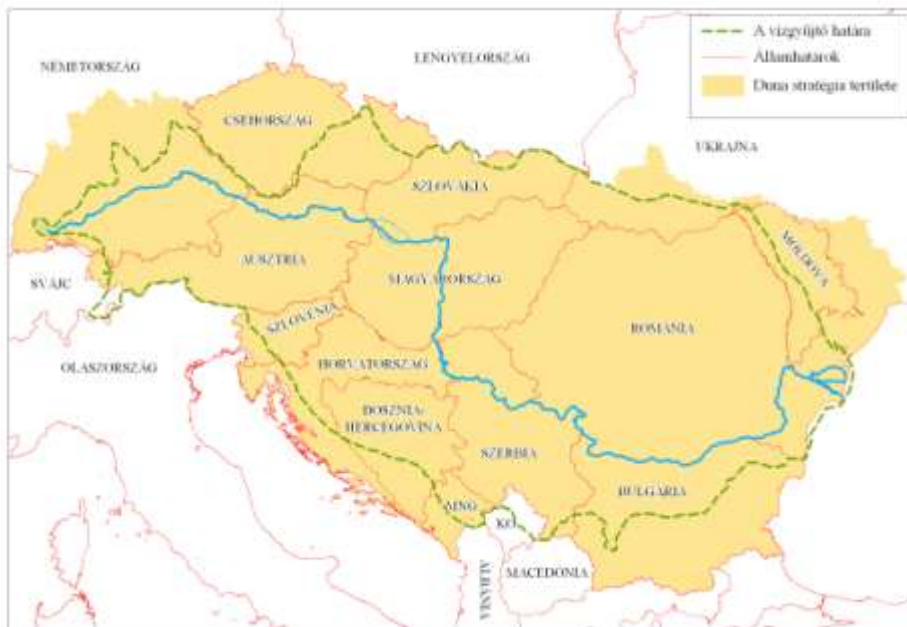 A vízgyűjtő határa
Államhatárok
Duna stratégia területe
NÉMETORSZÁG
LENGYELORSZÁG
CSEHORSZÁG
UKRAJNA
SZLOVÁKIA
MOLDOVA
AUSZTRIA
MAGYARORSZÁG
SVÁJC
SZLOVÉNIA
ROMÁNIA
OLASZORSZÁG
HORVÁTORSZÁG
BOSZNIA-
HERCEGOVINA
SZERBIA
BULGÁRIA
KO
MACEDÓNIA
ALBÁNIA